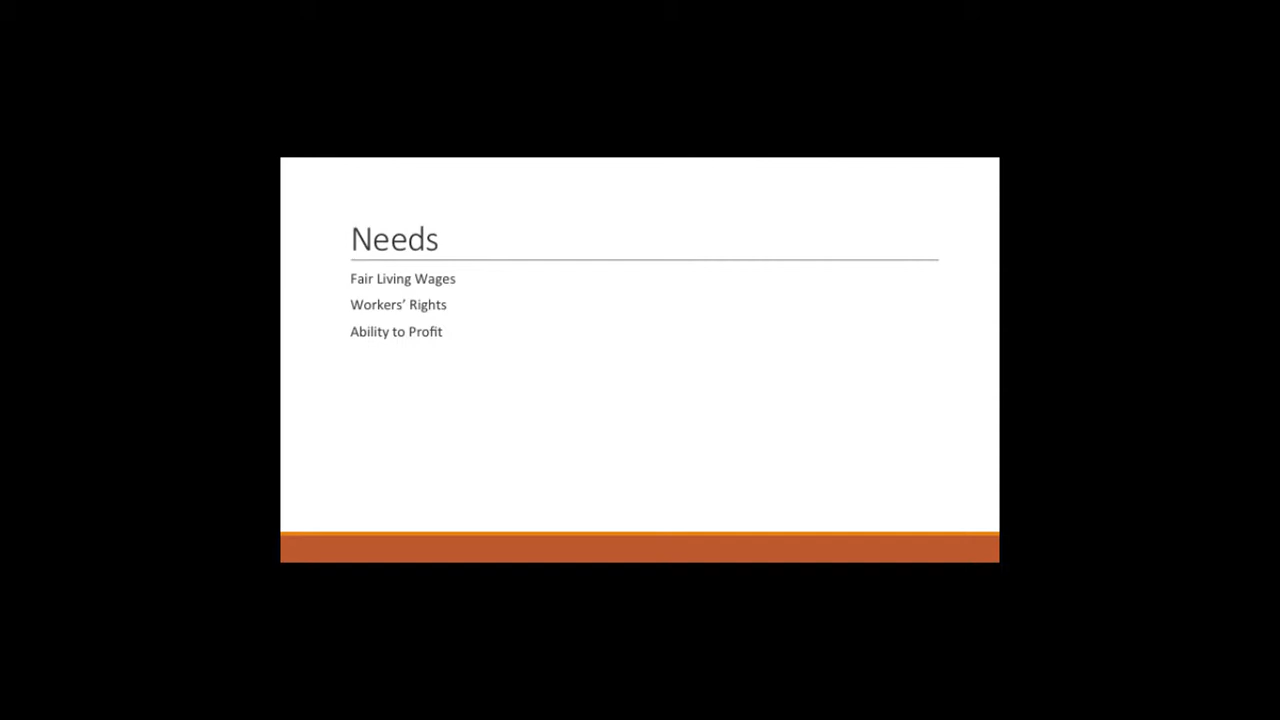 Needs
Fair Living Wages
Workers’ Rights
Ability to Profit